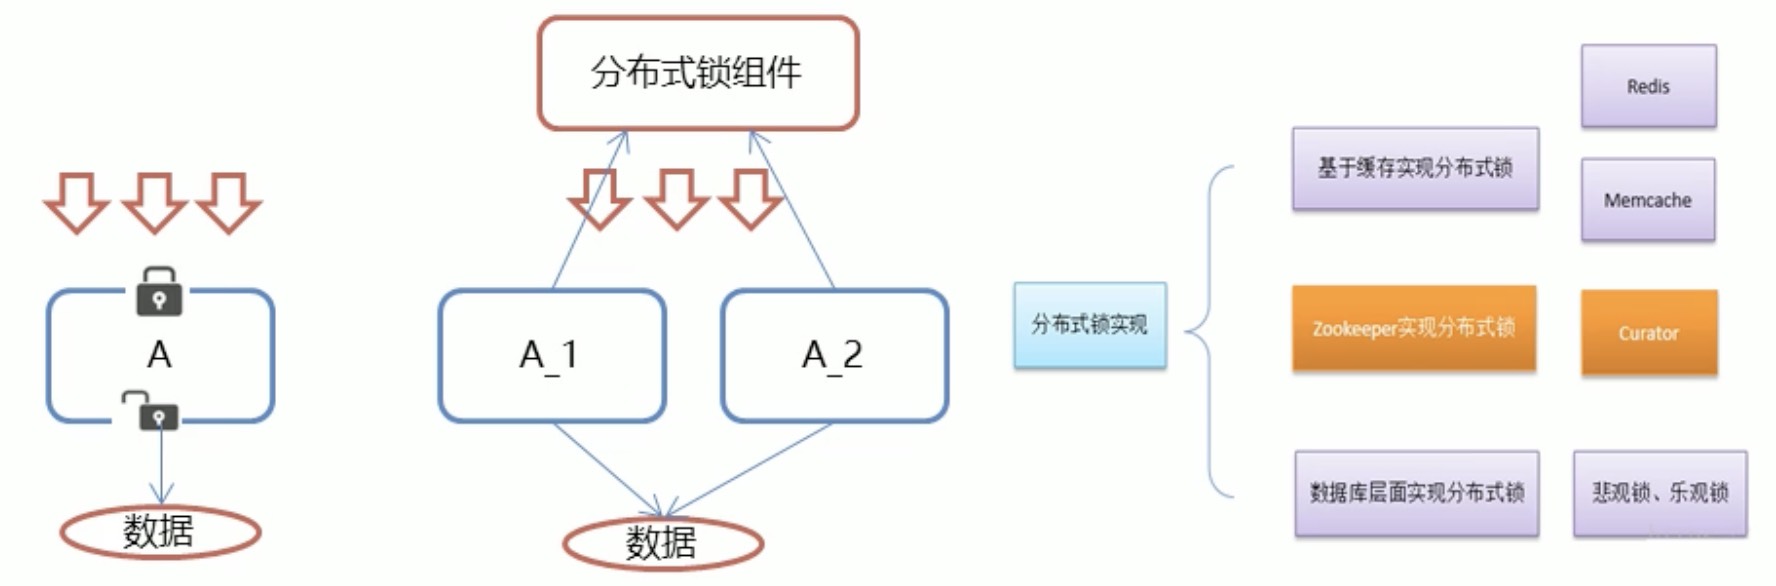 A
数据
分布式锁组件
A_1
A_2
数据
分布式锁实现
基于缓存实现分布式锁
Redis
Memcache
Zookeeper实现分布式锁
Curator
数据库层面实现分布式锁
悲观锁、乐观锁